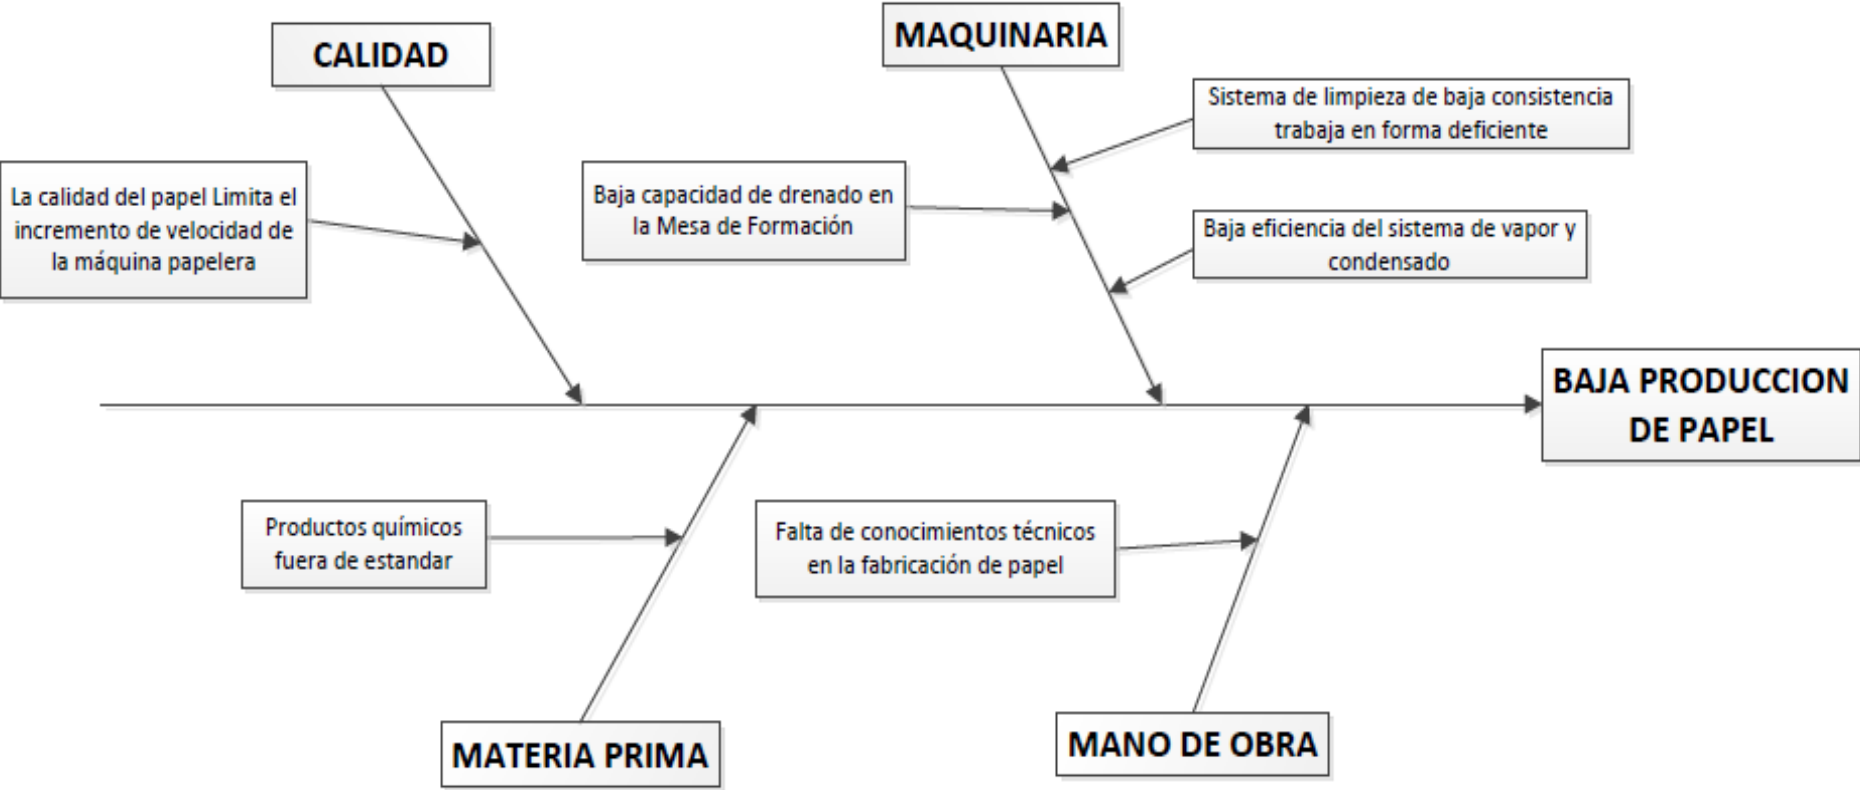 CALIDAD
MAQUINARIA
Sistema de limpieza de baja consistencia
trabaja en forma deficiente
La calidad del papel Limita el
incremento de velocidad de
la máquina papelera
Baja capacidad de drenado en
la Mesa de Formación
Baja eficiencia del sistema de vapor y
condensado
BAJA PRODUCCION
DE PAPEL
Productos químicos
fuera de estandar
Falta de conocimientos técnicos
en la fabricación de papel
MATERIA PRIMA
MANO DE OBRA